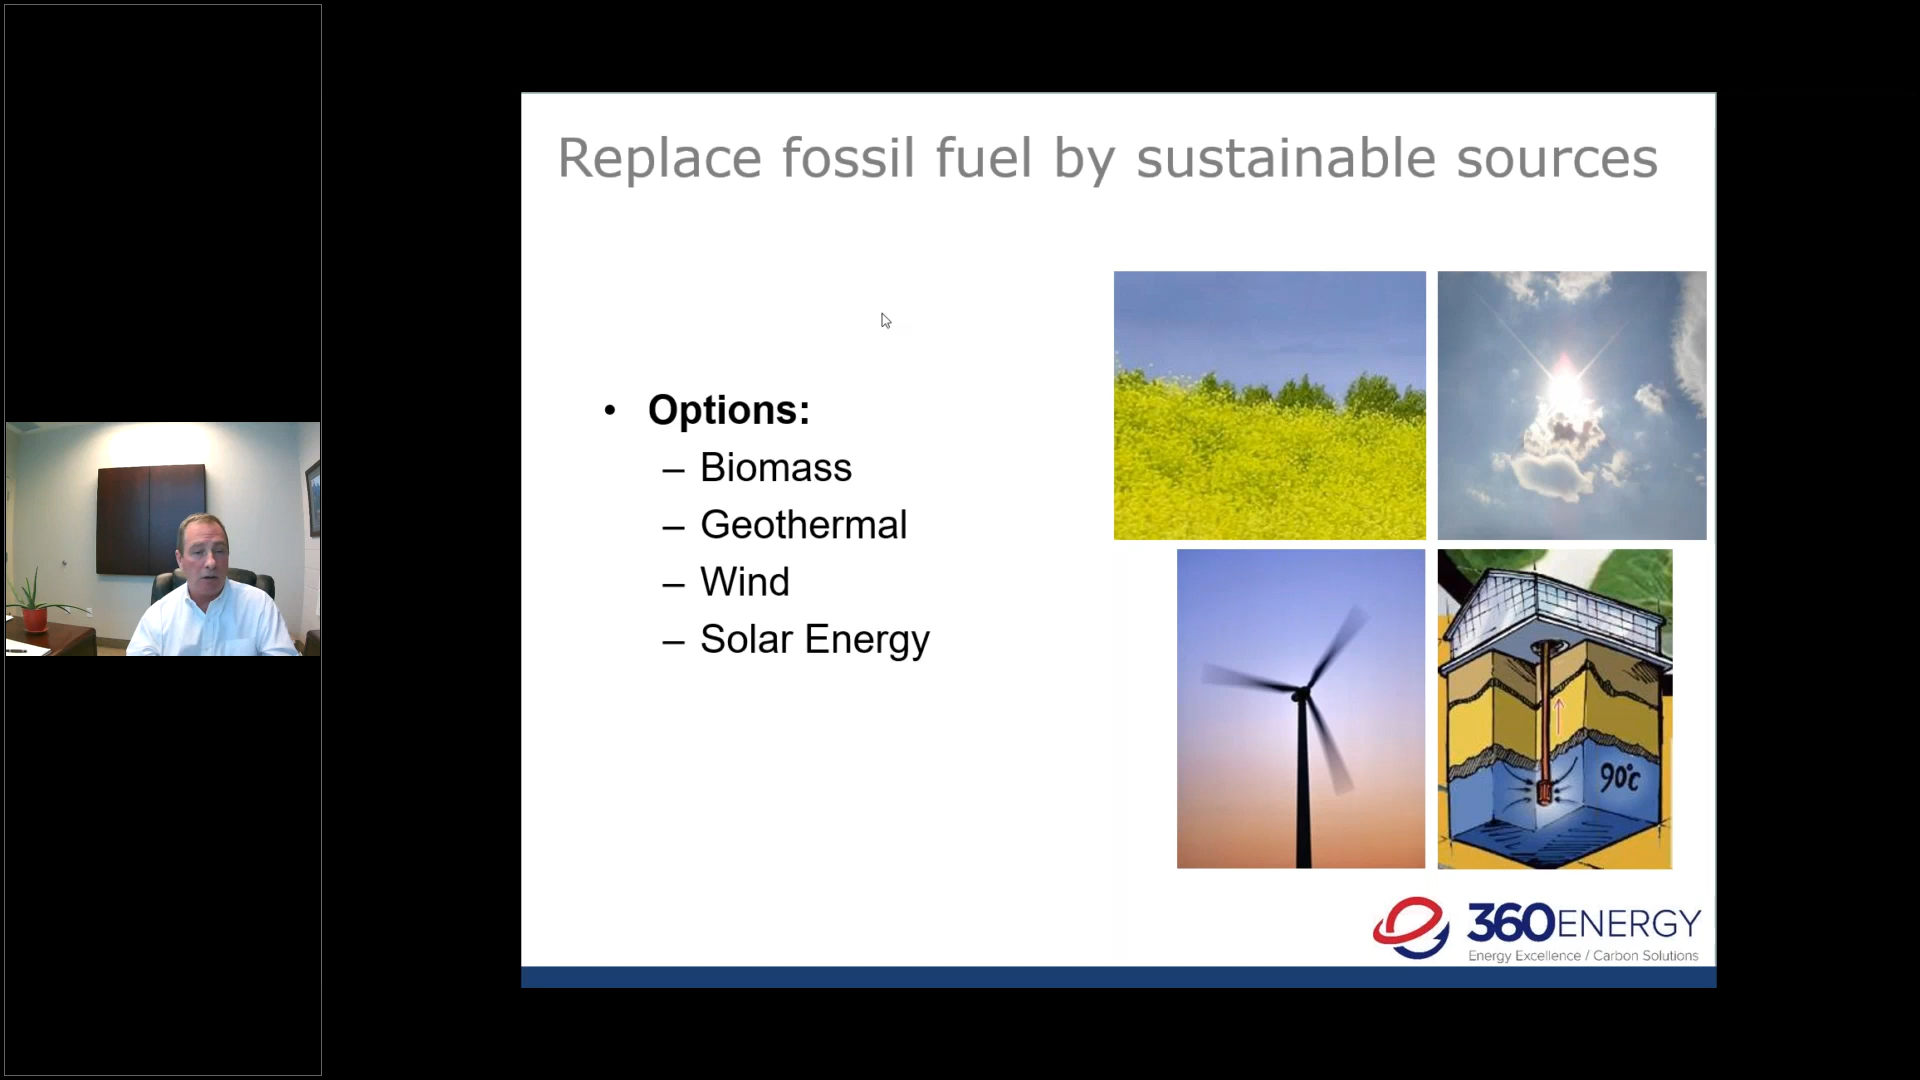 Replace fossil fuel by sustainable sources
• Options:
– Biomass
– Geothermal
– Wind
– Solar Energy
90°C
360ENERGY
Energy Excellence / Carbon Solutions